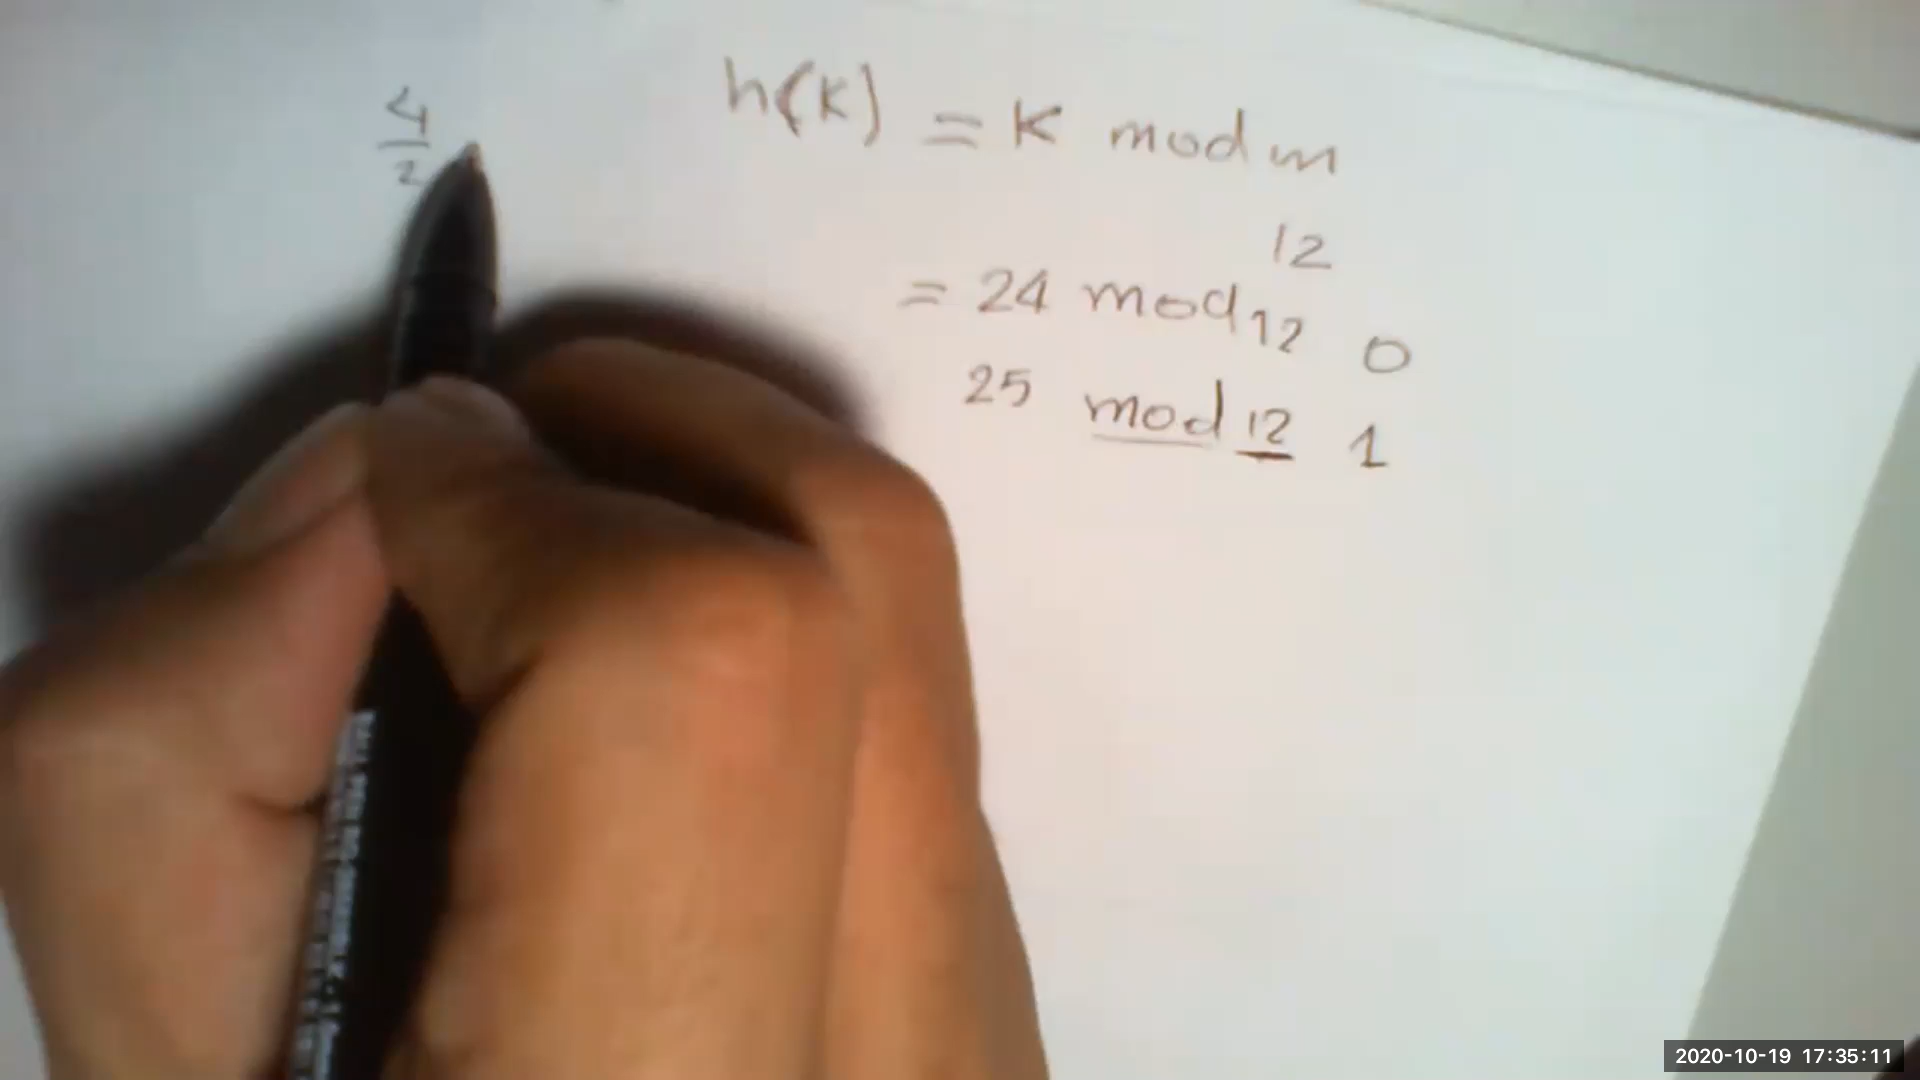 4
2
h(K) = K mod m
12
= 24 mod 12 0
25 mod 12 1
2020-10-19 17:35:11